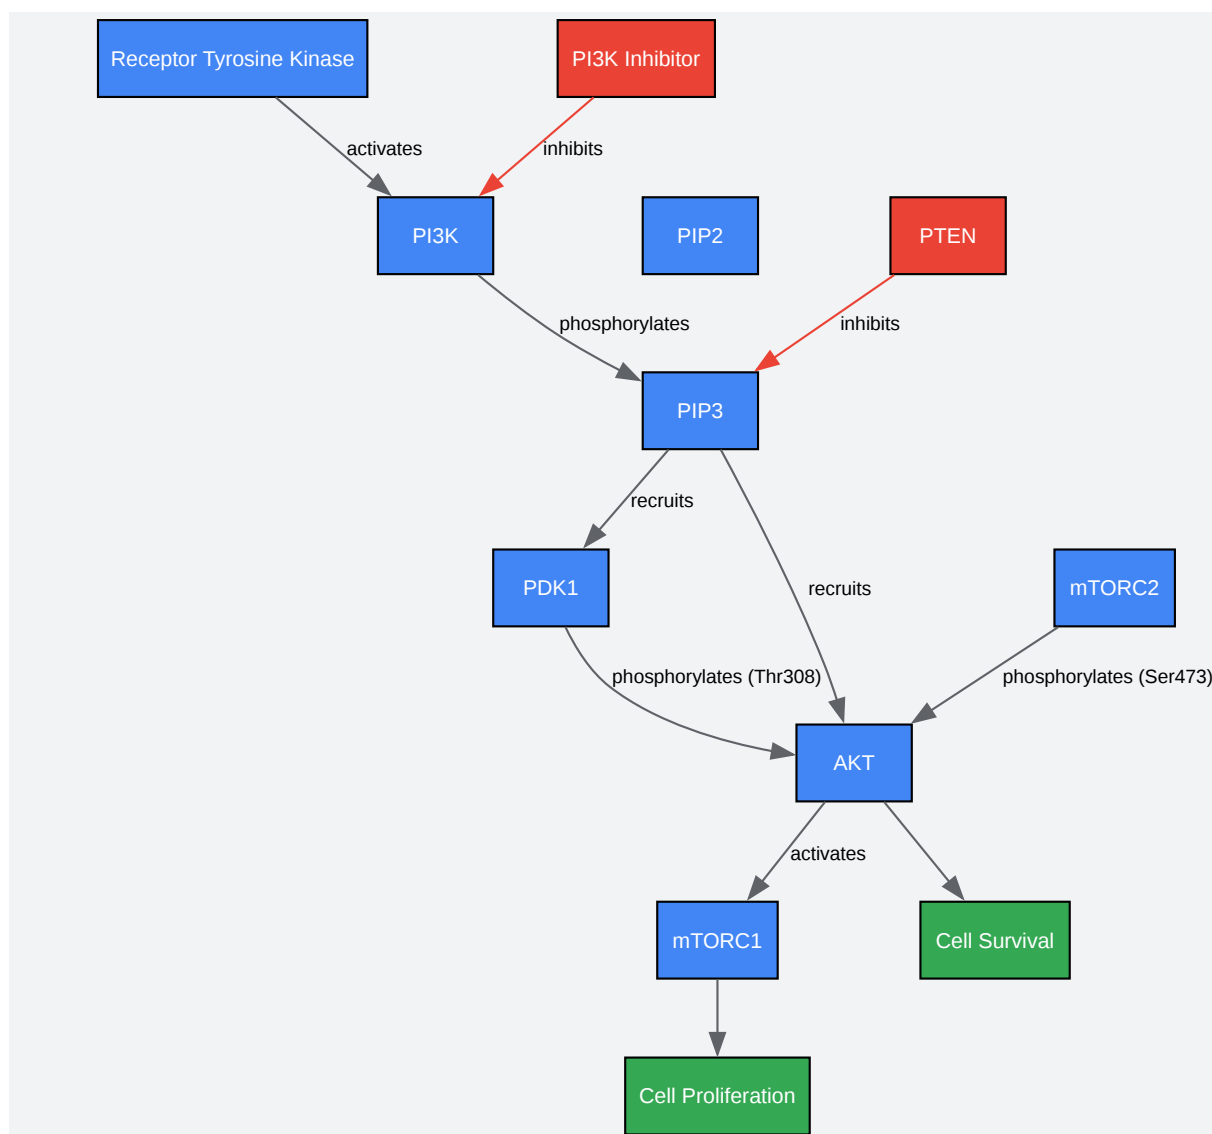 Receptor Tyrosine Kinase
PI3K Inhibitor
activates
inhibits
PI3K
PIP2
PTEN
phosphorylates
inhibits
PIP3
recruits
PDK1
recruits
mTORC2
phosphorylates (Thr308)
phosphorylates (Ser473)
AKT
activates
mTORC1
Cell Survival
Cell Proliferation